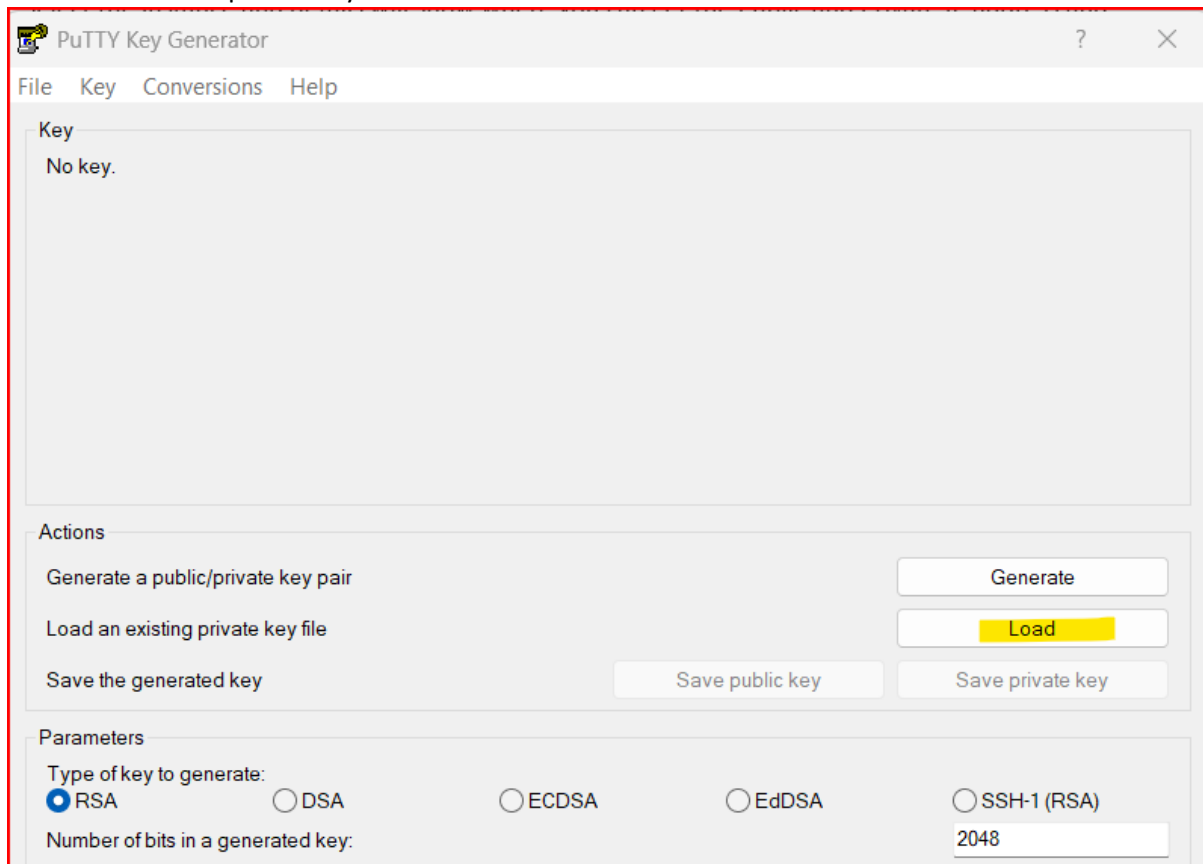 PuTTY Key Generator ?
File Key Conversions Help
Key
No key.
Actions
Generate a public/private key pair Generate
Load an existing private key file Load
Save the generated key Save public key Save private key
Parameters
Type of key to generate:
RSA DSA ECDSA EdDSA SSH-1 (RSA)
Number of bits in a generated key: 2048